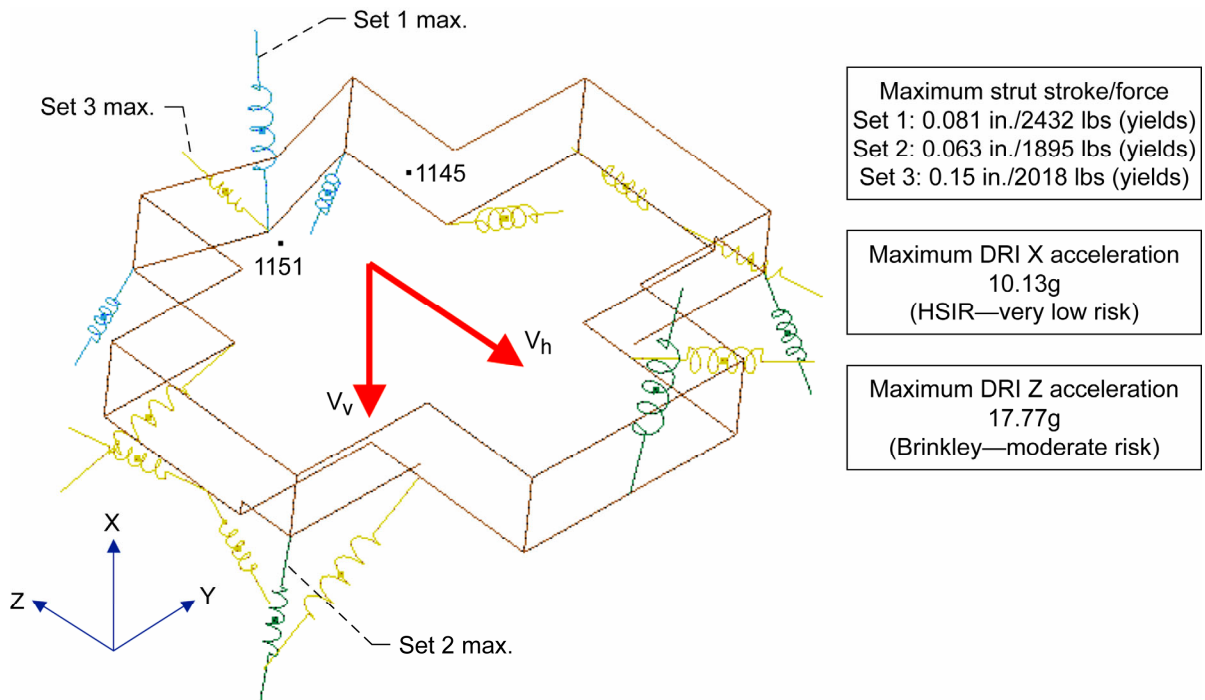 Set 1 max.
Set 3 max.
1145
1151
Vh
Vv
X
Z
Y
Set 2 max.
Maximum strut stroke/force
Set 1: 0.081 in./2432 lbs (yields)
Set 2: 0.063 in./1895 lbs (yields)
Set 3: 0.15 in./2018 lbs (yields)
Maximum DRI X acceleration
10.13g
(HSIR—very low risk)
Maximum DRI Z acceleration
17.77g
(Brinkley—moderate risk)